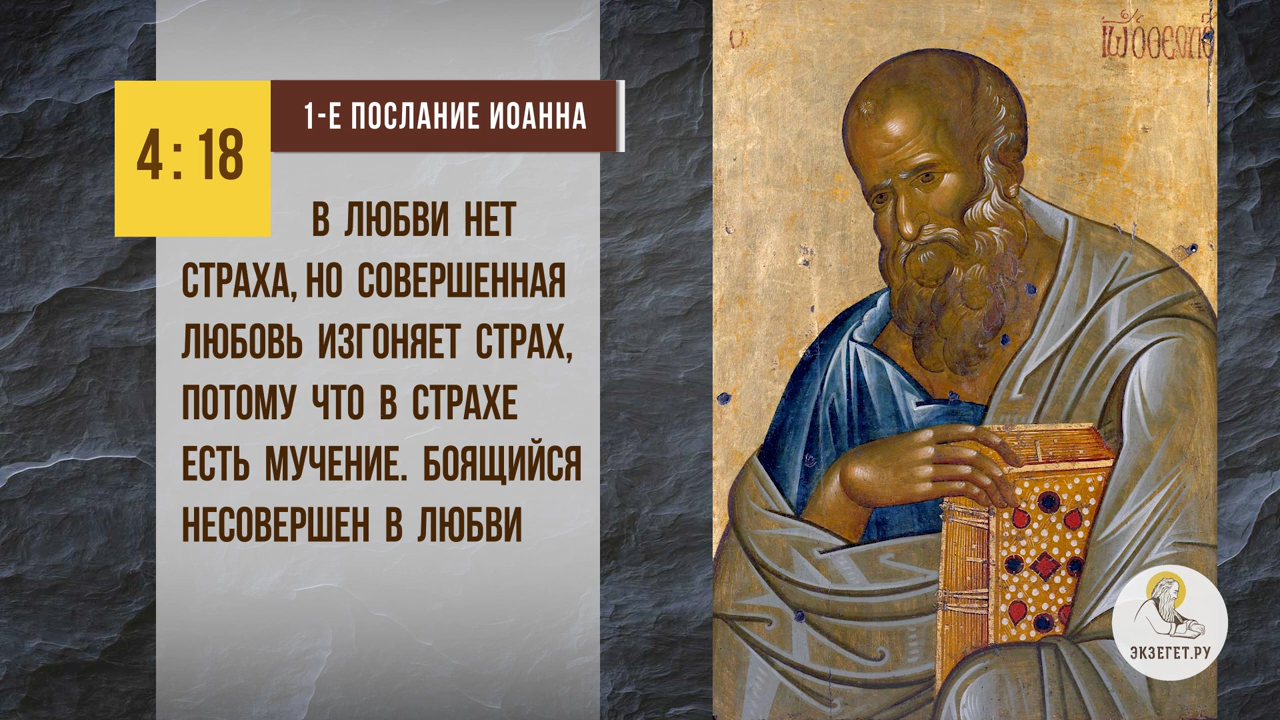 4:18
1-Е ПОСЛАНИЕ ИОАННА
В ЛЮБВИ НЕТ
СТРАХА, НО СОВЕРШЕННАЯ
ЛЮБОВЬ ИЗГОНЯЕТ СТРАХ,
ПОТОМУ ЧТО В СТРАХЕ
ЕСТЬ МУЧЕНИЕ. БОЯЩИЙСЯ
НЕСОВЕРШЕН В ЛЮБВИ
ЭКЗЕГЕТ.РУ